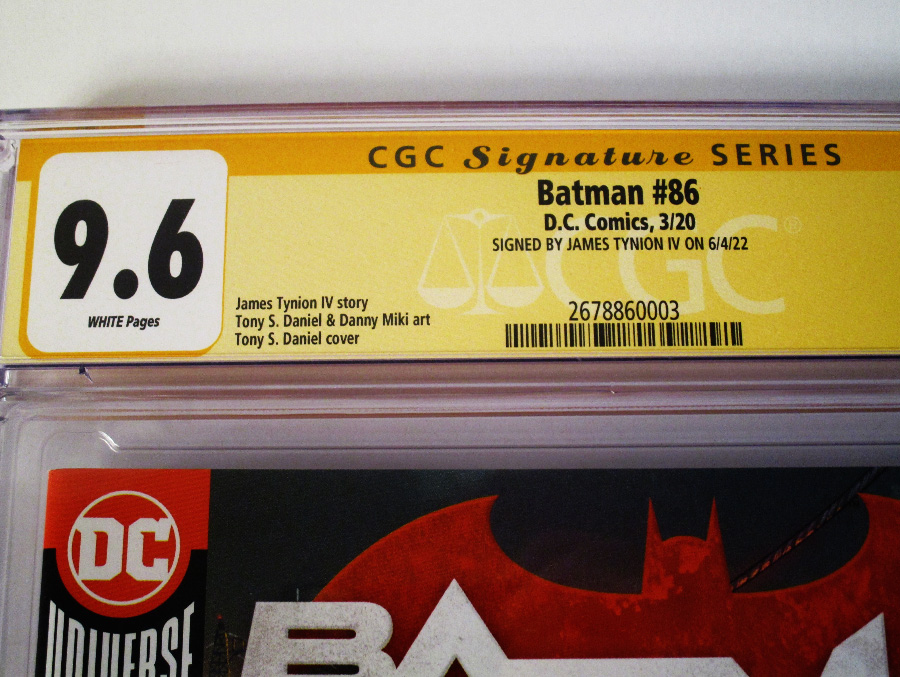 CGC Signature SERIES
Batman #86
D.C. Comics, 3/20
SIGNED BY JAMES TYNION IV ON 6/4/22
9.6
WHITE Pages
James Tynion IV story
Tony S. Daniel & Danny Miki art
Tony S. Daniel cover
CGC®
2678860003
DC
UNIVERSE
BA